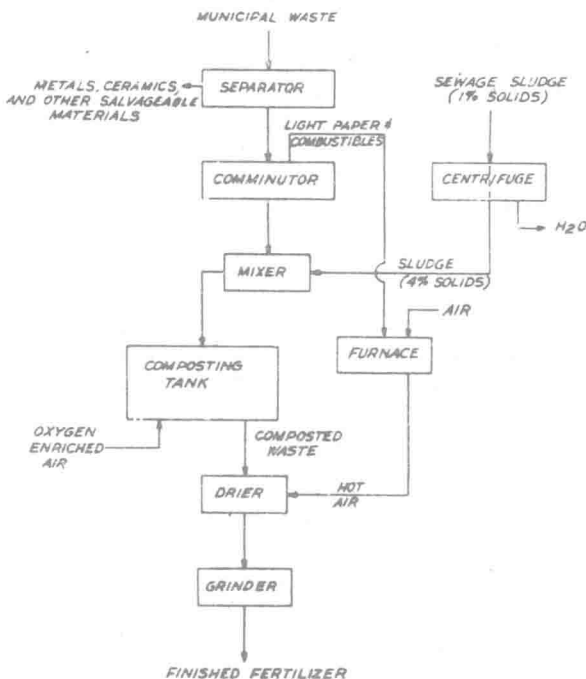 MUNICIPAL WASTE
METALS, CERAMICS,
AND OTHER SALVAGEABLE
MATERIALS
SEPARATOR
SEWAGE SLUDGE
(1% SOLIDS)
LIGHT PAPER &
COMBUSTIBLES
COMMINUTOR
CENTRIFUGE
H2O
MIXER
SLUDGE
(4% SOLIDS)
AIR
FURNACE
COMPOSTING
TANK
OXYGEN
ENRICHED
AIR
COMPOSTED
WASTE
DRIER
HOT
AIR
GRINDER
FINISHED FERTILIZER